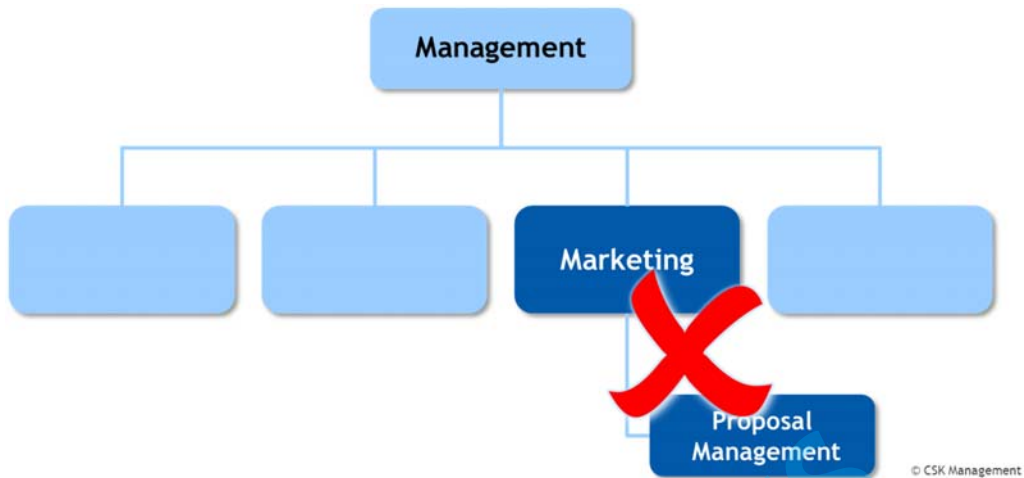 Management
Marketing
Proposal
Management
© CSK Management